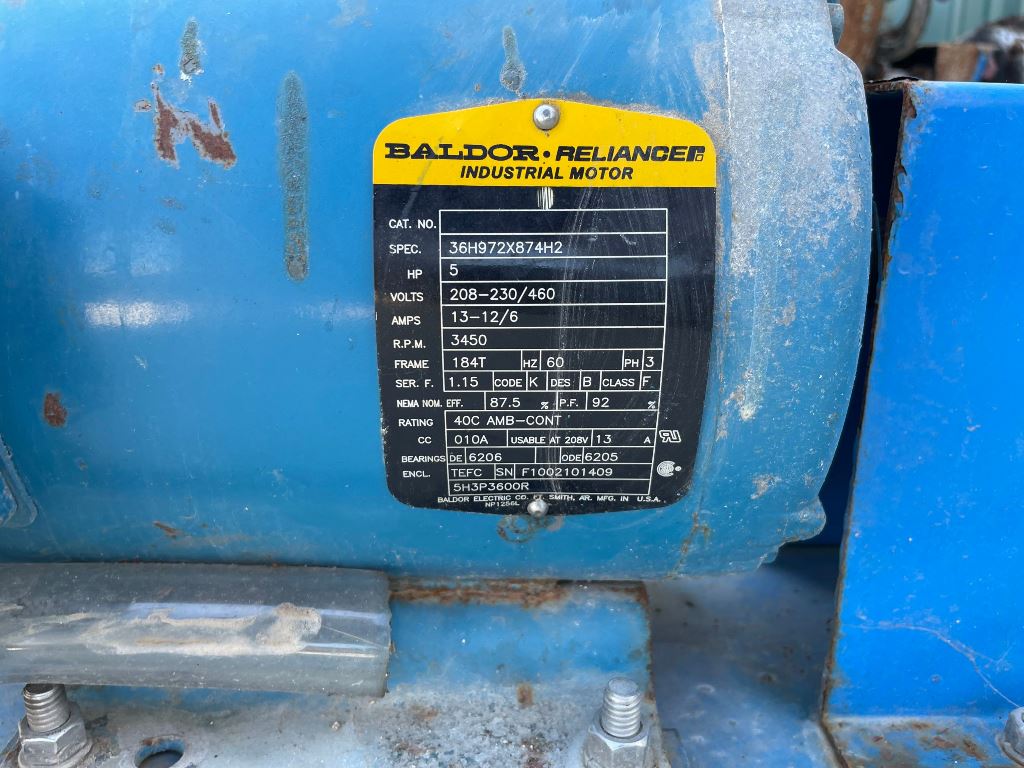 BALDOR • RELIANCER
INDUSTRIAL MOTOR
CAT. NO.
SPEC. 36H972X874H2
HP 5
VOLTS 208-230/460
AMPS 13-12/6
R.P.M. 3450
FRAME 184T HZ 60 PH 3
SER. F. 1.15 CODE K DES B CLASS F
NEMA NOM. EFF. 87.5 % P.F. 92 %
RATING 40C AMB-CONT
CC 010A USABLE AT 208V 13 A
BEARINGS DE 6206 ODE 6205
ENCL. TEFC SN F1002101409
5H3P3600R
BALDOR ELECTRIC CO. FT. SMITH, AR. MFG. IN U.S.A.
NP1256L